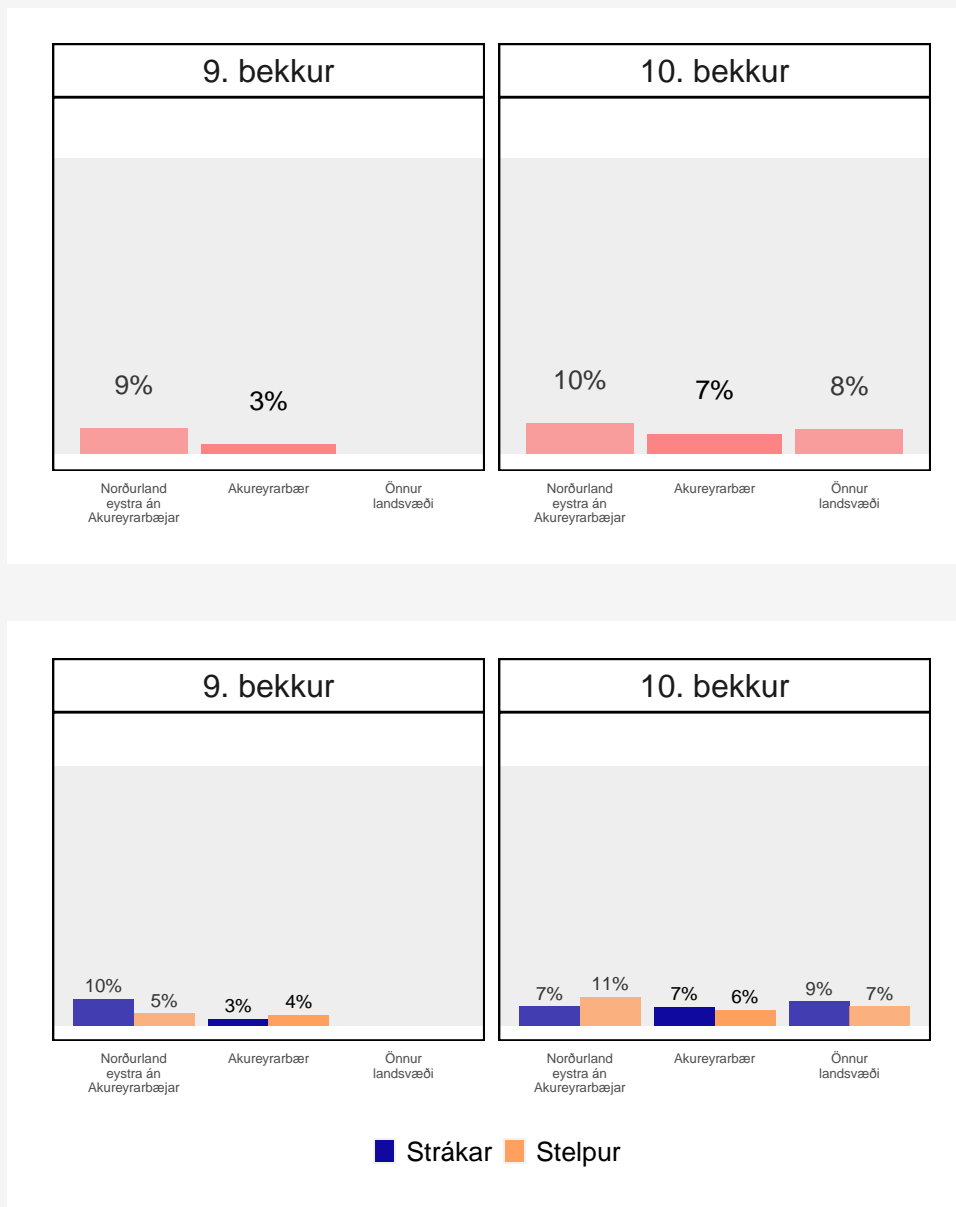 9. bekkur
10. bekkur
9%
3%
10%
7%
8%
Norðurland
eystra án
Akureyrarbæjar
Akureyrarbær
Önnur
landsvæði
Norðurland
eystra án
Akureyrarbæjar
Akureyrarbær
Önnur
landsvæði
9. bekkur
10. bekkur
10%
5%
3%
4%
7%
11%
7%
6%
9%
7%
Norðurland
eystra án
Akureyrarbæjar
Akureyrarbær
Önnur
landsvæði
Norðurland
eystra án
Akureyrarbæjar
Akureyrarbær
Önnur
landsvæði
Strákar
Stelpur